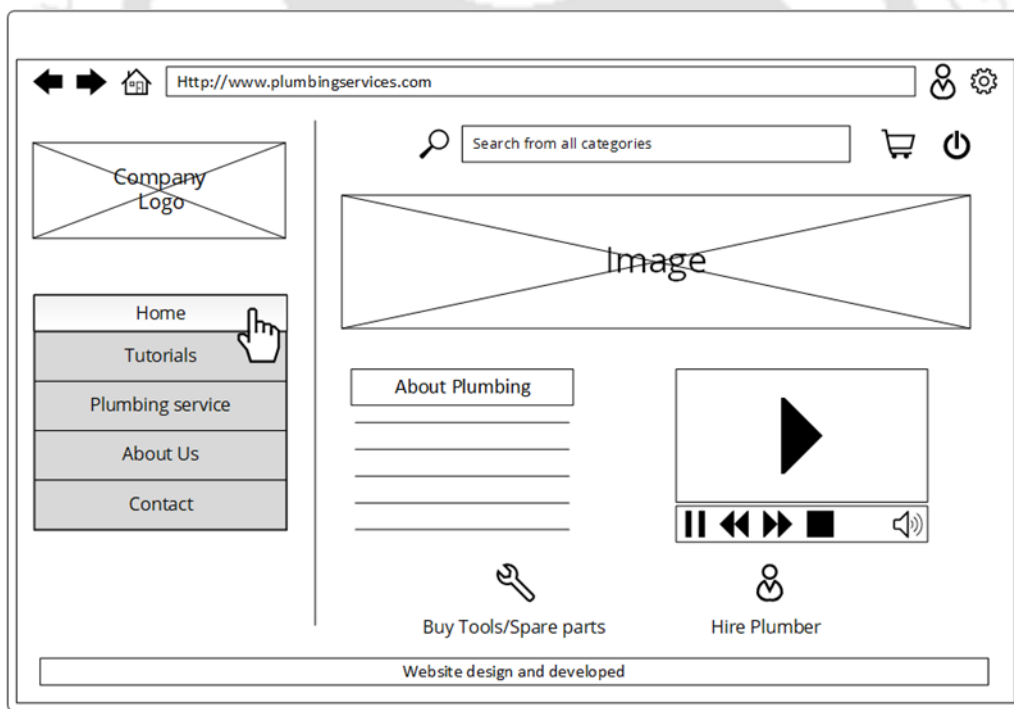 Http://www.plumbingservices.com
Search from all categories
Company
Logo
Image
Home
Tutorials
Plumbing service
About Us
Contact
About Plumbing
Buy Tools/Spare parts
Hire Plumber
Website design and developed